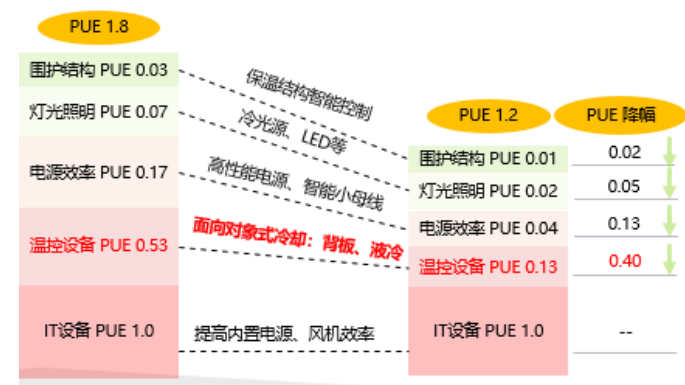 PUE 1.8
围护结构 PUE 0.03
灯光照明 PUE 0.07
电源效率 PUE 0.17
温控设备 PUE 0.53
IT设备 PUE 1.0
保温结构智能控制
冷光源、LED等
高性能电源、智能小母线
面向对象式冷却：背板、液冷
提高内置电源、风机效率
PUE 1.2
PUE 降幅
围护结构 PUE 0.01
0.02
灯光照明 PUE 0.02
0.05
电源效率 PUE 0.04
0.13
温控设备 PUE 0.13
0.40
IT设备 PUE 1.0
--